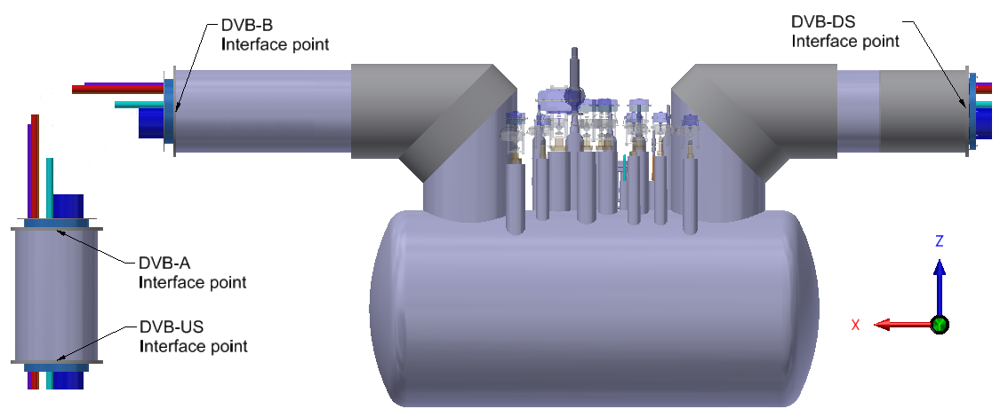 DVB-B
Interface point
DVB-DS
Interface point
DVB-A
Interface point
DVB-US
Interface point
Z
X
Y